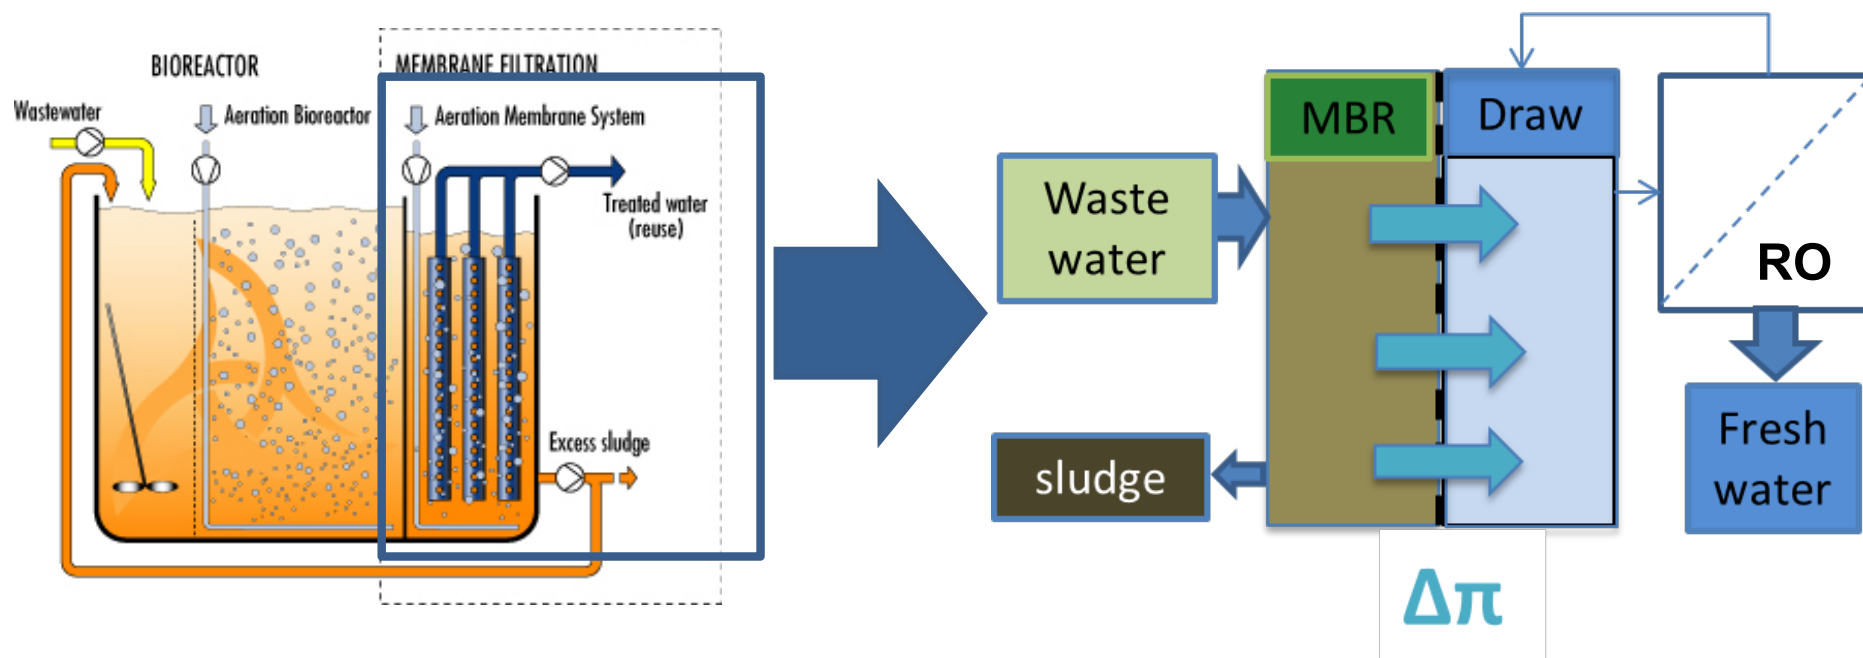 BIOREACTOR
MEMBRANE FILTRATION
Wastewater
Aeration Bioreactor
Aeration Membrane System
Treated water
(reuse)
Excess sludge
Waste
water
sludge
MBR
Draw
RO
Fresh
water
Δπ